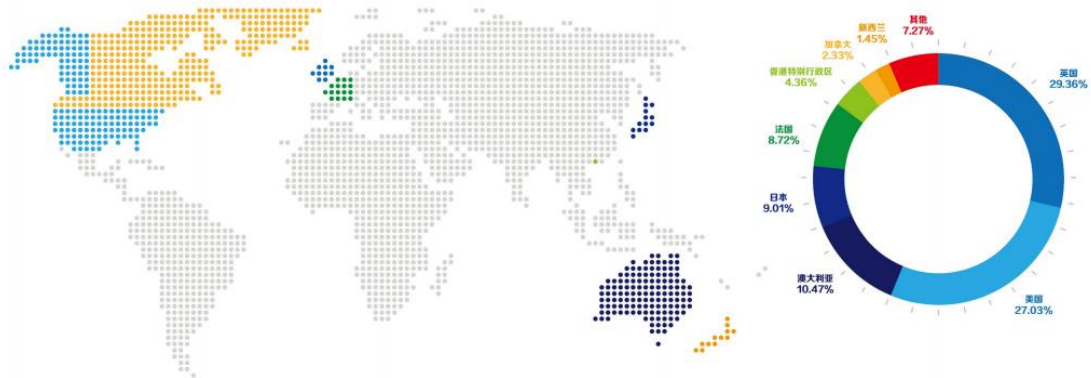 英国
29.36%
美国
27.03%
澳大利亚
10.47%
日本
9.01%
法国
8.72%
香港特别行政区
4.36%
加拿大
2.33%
新西兰
1.45%
其他
7.27%